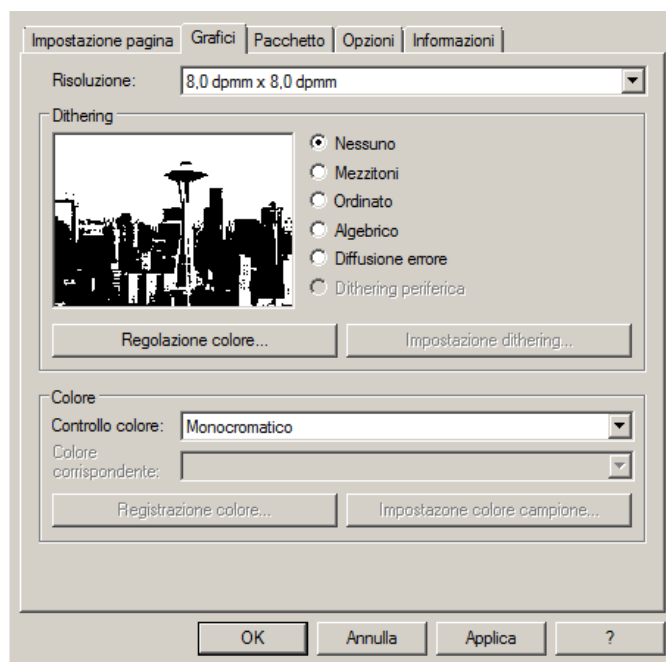 Impostazione pagina Grafici Pacchetto Opzioni Informazioni
Risoluzione: 8,0 dpmm x 8,0 dpmm
Dithering
Nessuno
Mezzitoni
Ordinato
Algebrico
Diffusione errore
Dithering periferica
Regolazione colore... Impostazione dithering...
Colore
Controllo colore: Monocromatico
Colore
corrispondente:
Registrazione colore... Impostazone colore campione...
OK Annulla Applica ?